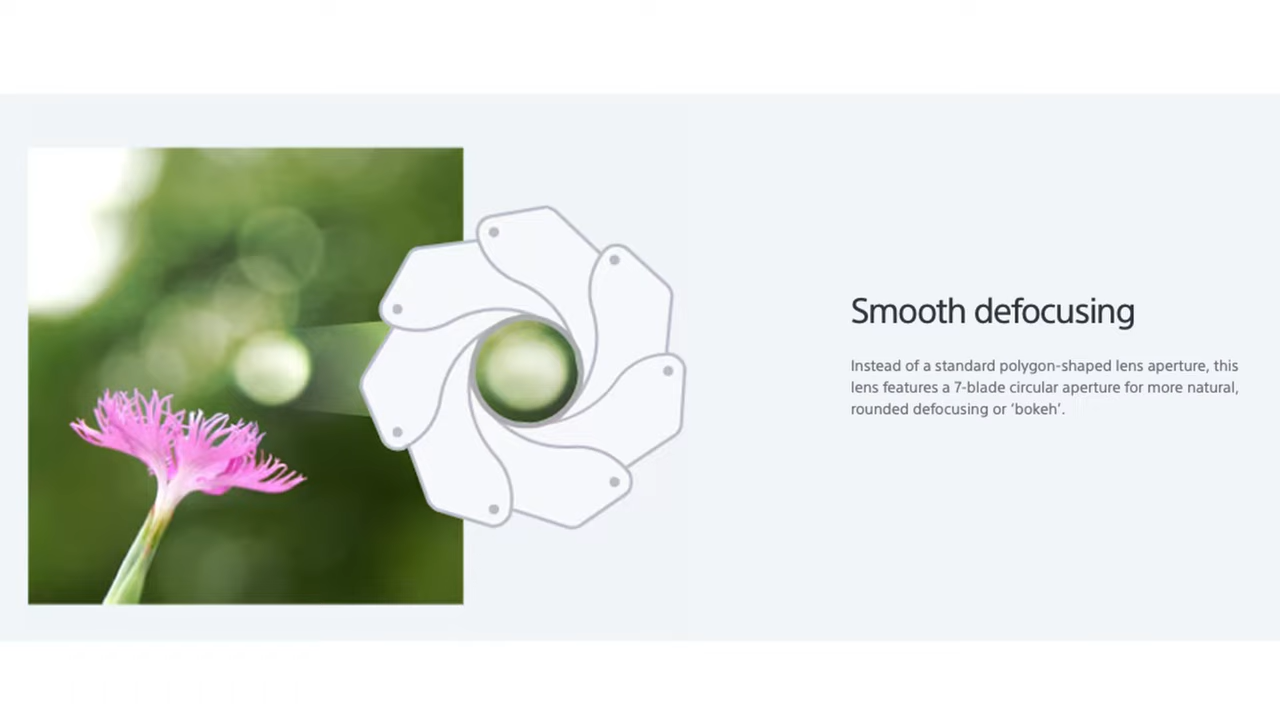 Smooth defocusing
Instead of a standard polygon-shaped lens aperture, this
lens features a 7-blade circular aperture for more natural,
rounded defocusing or ‘bokeh’.